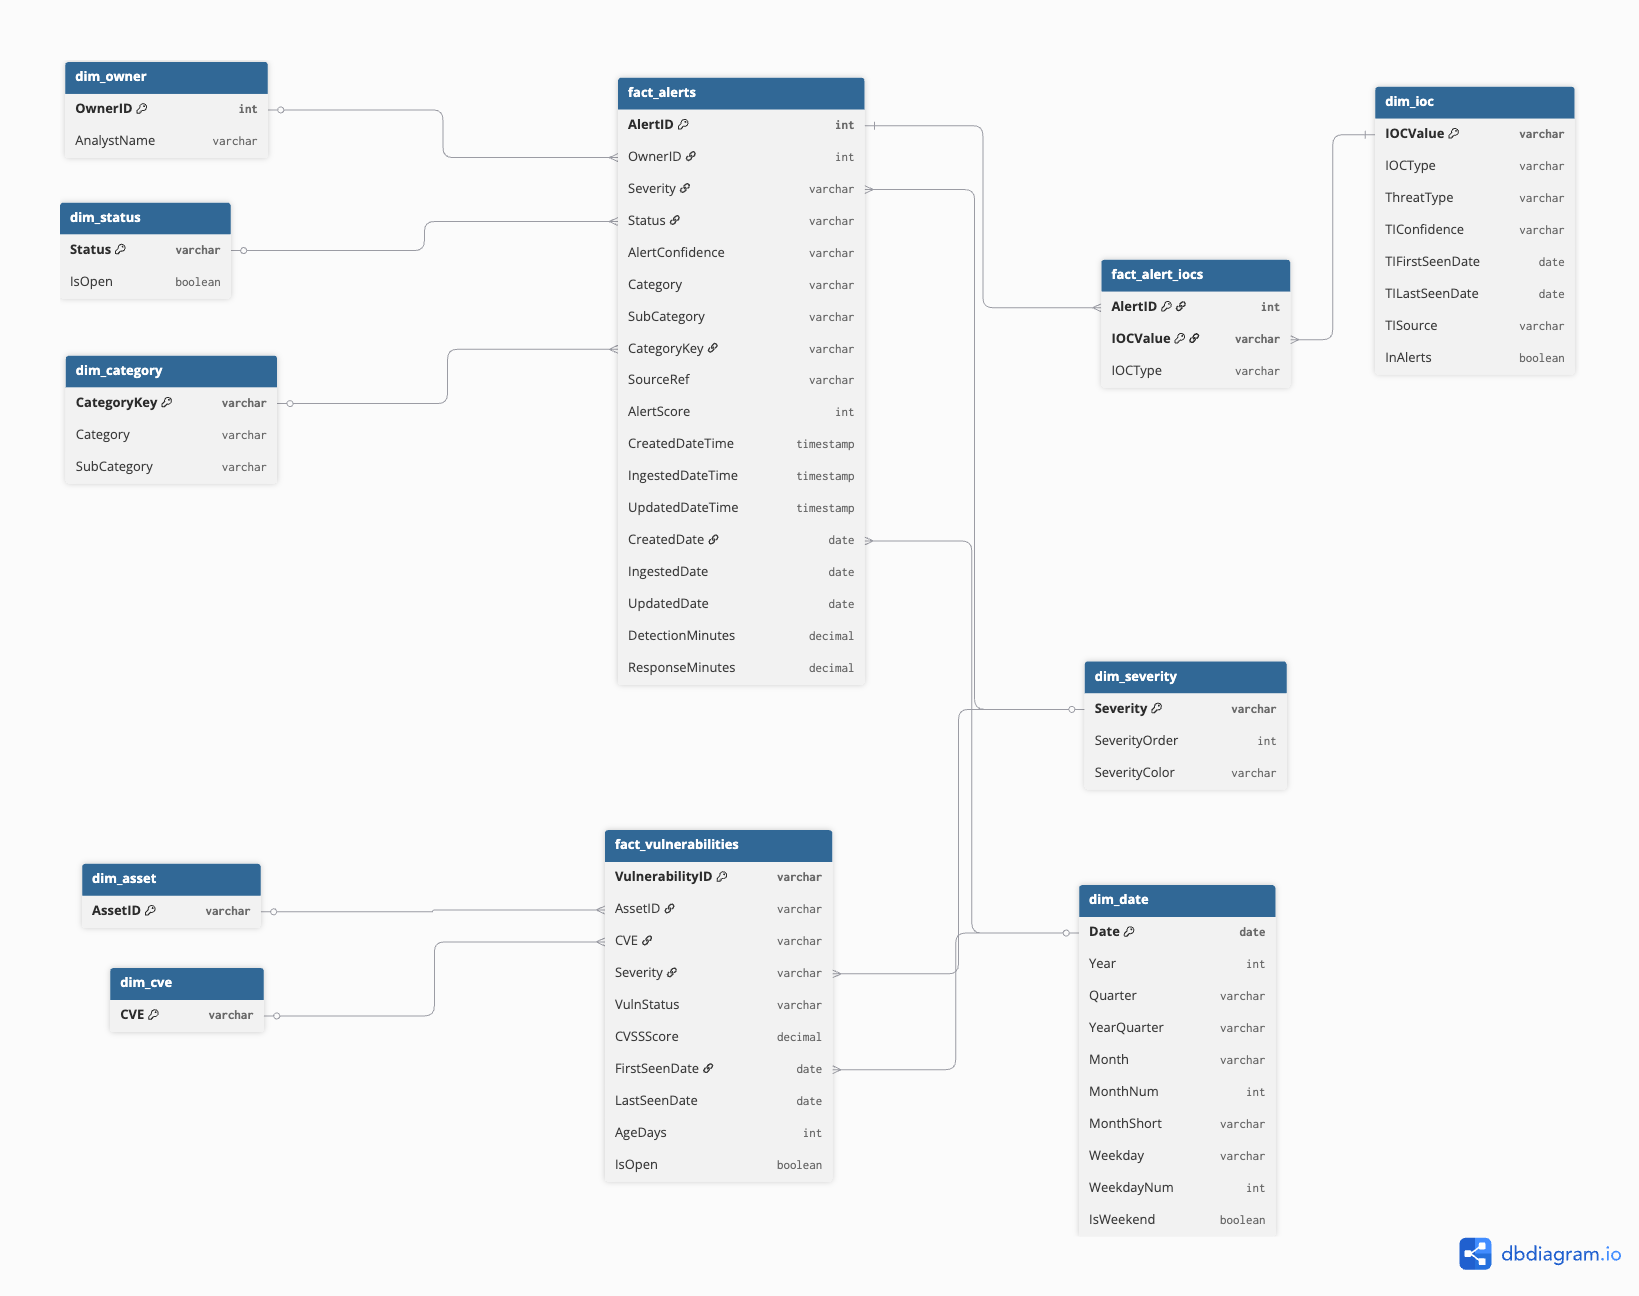 dim_owner
OwnerID int
AnalystName varchar
dim_status
Status varchar
IsOpen boolean
dim_category
CategoryKey varchar
Category varchar
SubCategory varchar
fact_alerts
AlertID int
OwnerID int
Severity varchar
Status varchar
AlertConfidence varchar
Category varchar
SubCategory varchar
CategoryKey varchar
SourceRef varchar
AlertScore int
CreatedDateTime timestamp
IngestedDateTime timestamp
UpdatedDateTime timestamp
CreatedDate date
IngestedDate date
UpdatedDate date
DetectionMinutes decimal
ResponseMinutes decimal
fact_alert_iocs
AlertID int
IOCValue varchar
IOCType varchar
dim_ioc
IOCValue varchar
IOCType varchar
ThreatType varchar
TIConfidence varchar
TIFirstSeenDate date
TILastSeenDate date
TISource varchar
InAlerts boolean
dim_severity
Severity varchar
SeverityOrder int
SeverityColor varchar
dim_asset
AssetID varchar
dim_cve
CVE varchar
fact_vulnerabilities
VulnerabilityID varchar
AssetID varchar
CVE varchar
Severity varchar
VulnStatus varchar
CVSSScore decimal
FirstSeenDate date
LastSeenDate date
AgeDays int
IsOpen boolean
dim_date
Date date
Year int
Quarter varchar
YearQuarter varchar
Month varchar
MonthNum int
MonthShort varchar
Weekday varchar
WeekdayNum int
IsWeekend boolean
dbdiagram.io